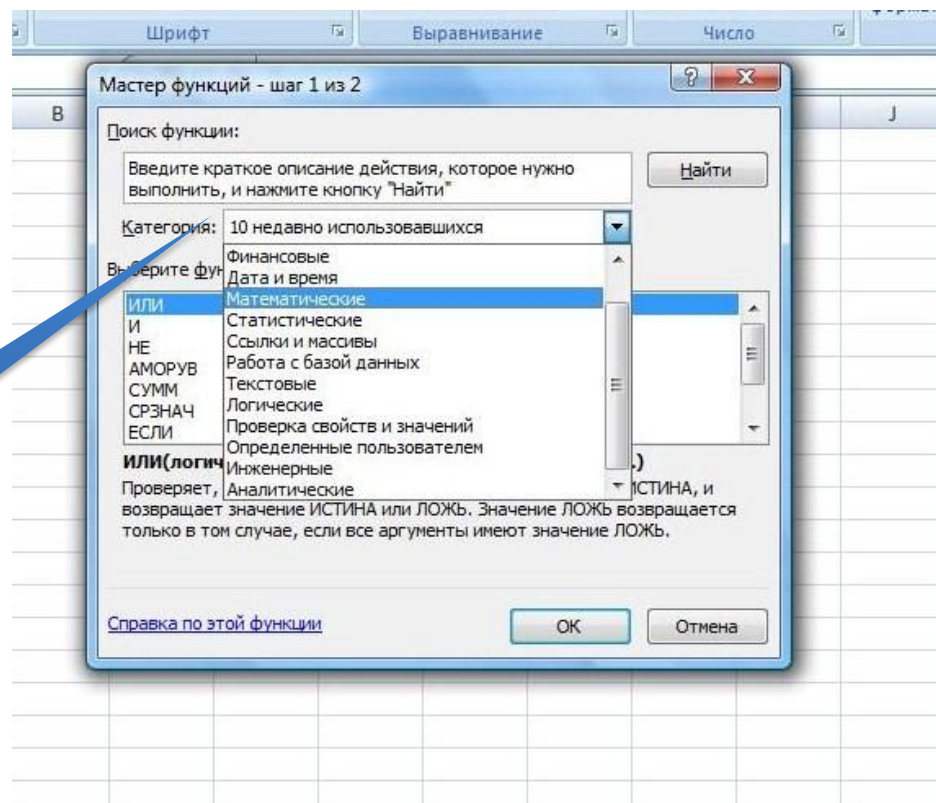 Шрифт Выравнивание Число
Мастер функций - шаг 1 из 2
B J
Поиск функции:
Введите краткое описание действия, которое нужно
выполнить, и нажмите кнопку "Найти"
Найти
Категория: 10 недавно использовавшихся
Финансовые
Дата и время
Математические
Статистические
Ссылки и массивы
Работа с базой данных
Текстовые
Логические
Проверка свойств и значений
Определенные пользователем
Инженерные
Аналитические
Выберите
ИЛИ
И
НЕ
АМОРУВ
СУММ
СРЗНАЧ
ЕСЛИ
ИЛИ(логич .)
Проверяет, ИСТИНА, и
возвращает значение ИСТИНА или ЛОЖЬ. Значение ЛОЖЬ возвращается
только в том случае, если все аргументы имеют значение ЛОЖЬ.
Справка по этой функции
ОК Отмена